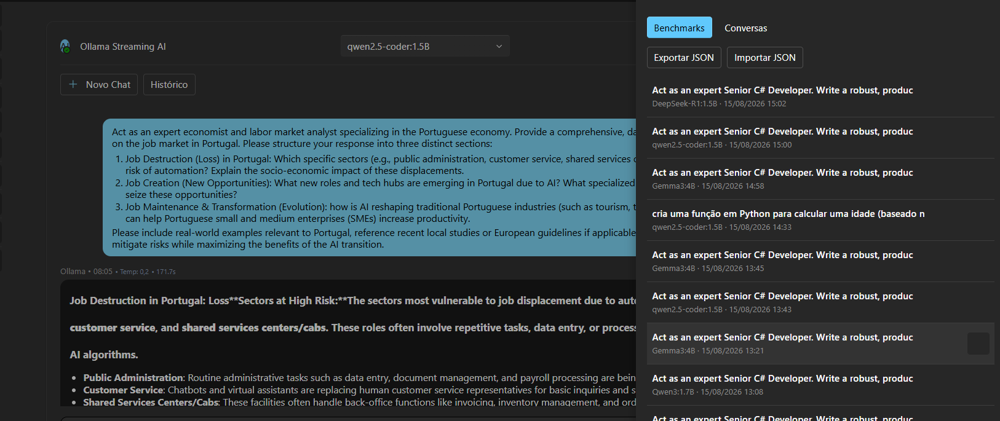 Ollama Streaming AI
qwen2.5-coder:1.5B
+ Novo Chat
Histórico
Act as an expert economist and labor market analyst specializing in the Portuguese economy. Provide a comprehensive,
on the job market in Portugal. Please structure your response into three distinct sections:
1. Job Destruction (Loss) in Portugal: Which specific sectors (e.g., public administration, customer service, shared services
risk of automation? Explain the socio-economic impact of these displacements.
2. Job Creation (New Opportunities): What new roles and tech hubs are emerging in Portugal due to AI? What specialized
seize these opportunities?
3. Job Maintenance & Transformation (Evolution): how is AI reshaping traditional Portuguese industries (such as tourism,
can help Portuguese small and medium enterprises (SMEs) increase productivity.
Please include real-world examples relevant to Portugal, reference recent local studies or European guidelines if applicable
mitigate risks while maximizing the benefits of the AI transition.
Ollama • 08:05 • Temp: 0,2 • 171.7s
Job Destruction in Portugal: Loss**Sectors at High Risk:**The sectors most vulnerable to job displacement due to
customer service, and shared services centers/cabs. These roles often involve repetitive tasks, data entry, or
AI algorithms.
• Public Administration: Routine administrative tasks such as data entry, document management, and payroll processing are
• Customer Service: Chatbots and virtual assistants are replacing human customer service representatives for basic inquiries and
• Shared Services Centers/Cabs: These facilities often handle back-office functions like invoicing, inventory management, and
Benchmarks
Conversas
Exportar JSON
Importar JSON
Act as an expert Senior C# Developer. Write a robust, produc
DeepSeek-R1:1.5B · 15/08/2026 15:02
Act as an expert Senior C# Developer. Write a robust, produc
qwen2.5-coder:1.5B · 15/08/2026 15:00
Act as an expert Senior C# Developer. Write a robust, produc
Gemma3:4B · 15/08/2026 14:58
cria uma função em Python para calcular uma idade (baseado n
qwen2.5-coder:1.5B · 15/08/2026 14:33
Act as an expert Senior C# Developer. Write a robust, produc
Gemma3:4B · 15/08/2026 13:45
Act as an expert Senior C# Developer. Write a robust, produc
qwen2.5-coder:1.5B · 15/08/2026 13:43
Act as an expert Senior C# Developer. Write a robust, produc
Gemma3:4B · 15/08/2026 13:21
Act as an expert Senior C# Developer. Write a robust, produc
Qwen3:1.7B · 15/08/2026 13:08
Act as an expert Senior C# Developer. Write a robust, produc